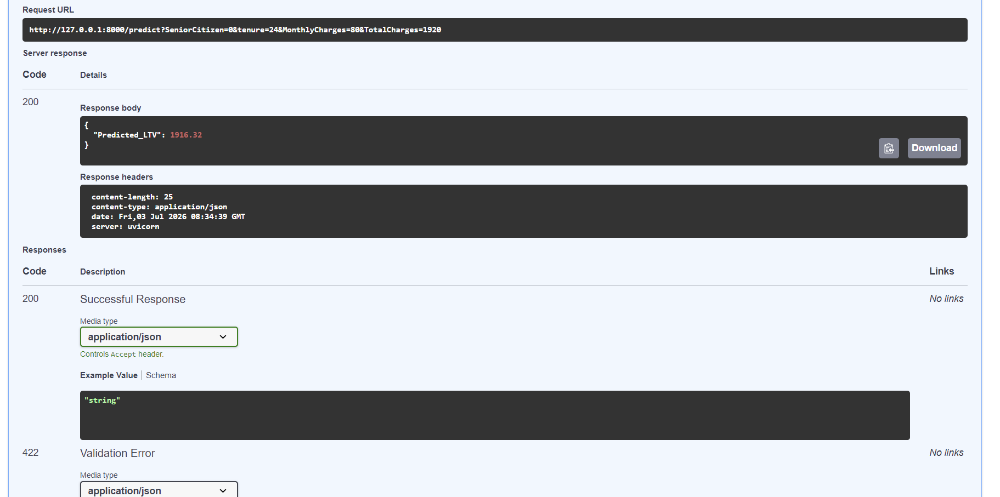 Request URL
http://127.0.0.1:8000/predict?SeniorCitizen=0&tenure=24&MonthlyCharges=80&TotalCharges=1920
Server response
Code Details
200
Response body
{
"Predicted_LTV": 1916.32
}
Download
Response headers
content-length: 25
content-type: application/json
date: Fri,03 Jul 2026 08:34:39 GMT
server: uvicorn
Responses
Code Description Links
200 Successful Response No links
Media type
application/json
Controls Accept header.
Example Value Schema
"string"
422 Validation Error No links
Media type
application/json